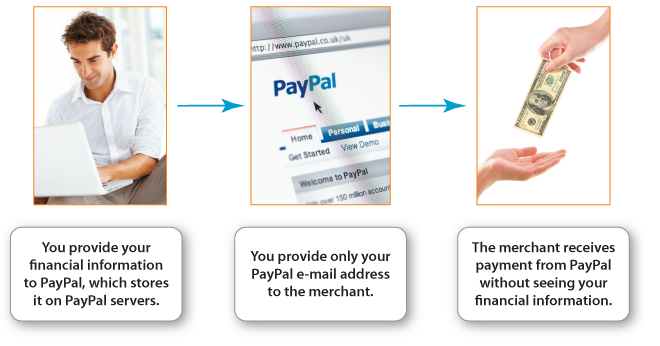 http://www.paypal.co.uk/uk
PayPal
Home Personal
Get Started View Demo
Welcome to PayPal
over 150 million
You provide your
financial information
to PayPal, which stores
it on PayPal servers.
You provide only your
PayPal e-mail address
to the merchant.
The merchant receives
payment from PayPal
without seeing your
financial information.